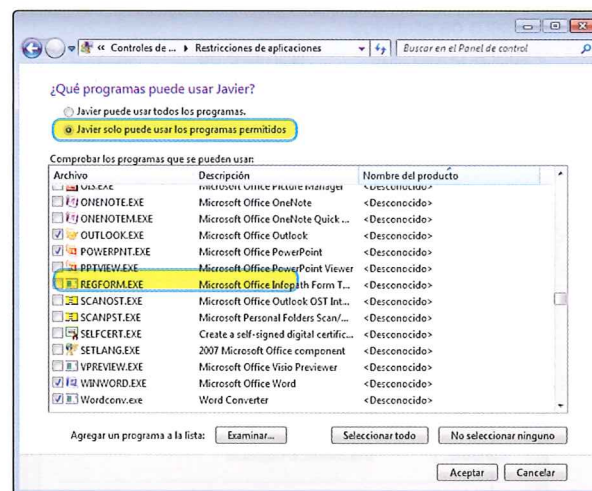 « Controles de ... ▸ Restricciones de aplicaciones
Buscar en el Panel de control
¿Qué programas puede usar Javier?
Javier puede usar todos los programas.
Javier solo puede usar los programas permitidos
Comprobar los programas que se pueden usar:
Archivo Descripción Nombre del producto
OIS.EXE Microsoft Office Picture Manager <Desconocido>
ONENOTE.EXE Microsoft Office OneNote <Desconocido>
ONENOTEM.EXE Microsoft Office OneNote Quick ... <Desconocido>
OUTLOOK.EXE Microsoft Office Outlook <Desconocido>
POWERPNT.EXE Microsoft Office PowerPoint <Desconocido>
PPTVIEW.EXE Microsoft Office PowerPoint Viewer <Desconocido>
REGFORM.EXE Microsoft Office Infopath Form T... <Desconocido>
SCANOST.EXE Microsoft Office Outlook OST Int... <Desconocido>
SCANPST.EXE Microsoft Personal Folders Scan/... <Desconocido>
SELFCERT.EXE Create a self-signed digital certific... <Desconocido>
SETLANG.EXE 2007 Microsoft Office component <Desconocido>
VPREVIEW.EXE Microsoft Office Visio Previewer <Desconocido>
WINWORD.EXE Microsoft Office Word <Desconocido>
Wordconv.exe Word Converter <Desconocido>
Agregar un programa a la lista: Examinar... Seleccionar todo No seleccionar ninguno
Aceptar Cancelar